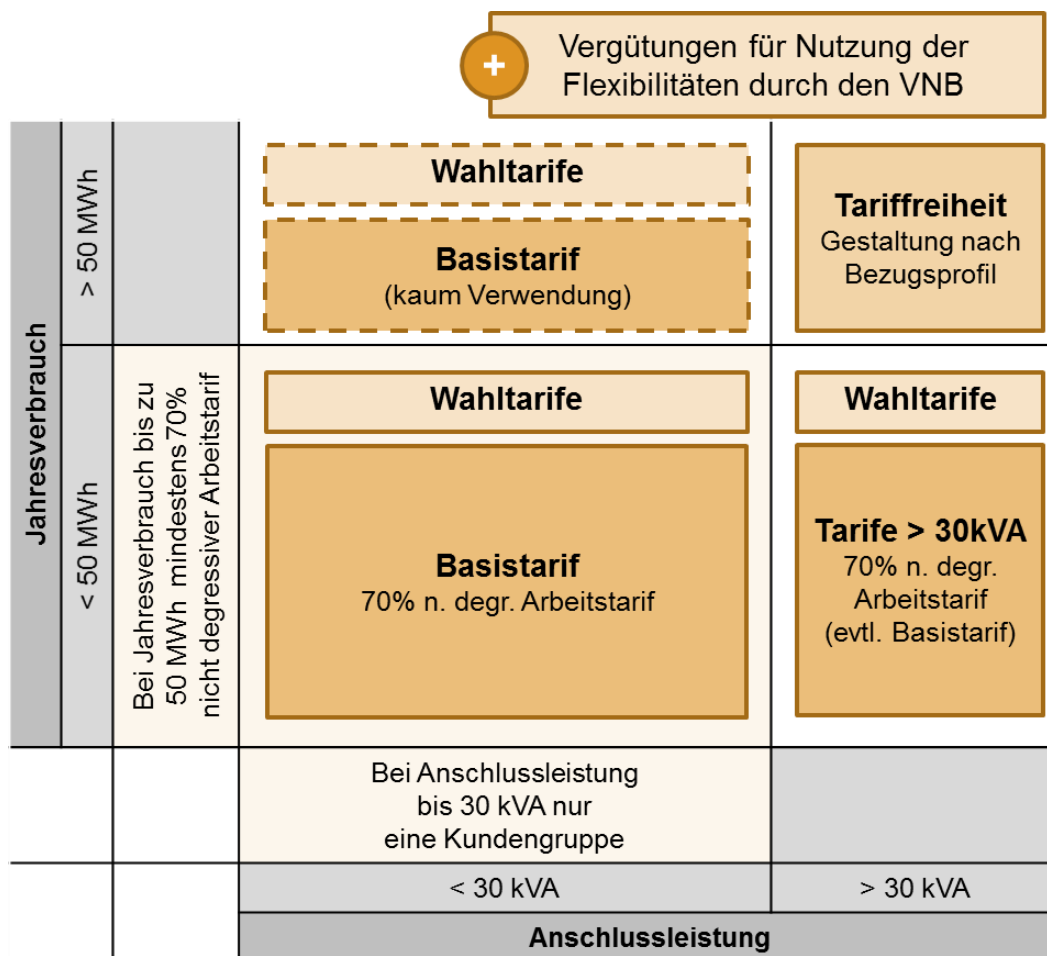 +
Vergütungen für Nutzung der
Flexibilitäten durch den VNB
Jahresverbrauch
> 50 MWh
Wahltarife
Basistarif
(kaum Verwendung)
Tariffreiheit
Gestaltung nach
Bezugsprofil
< 50 MWh
Bei Jahresverbrauch bis zu
50 MWh mindestens 70%
nicht degressiver Arbeitstarif
Wahltarife
Basistarif
70% n. degr. Arbeitstarif
Wahltarife
Tarife > 30kVA
70% n. degr.
Arbeitstarif
(evtl. Basistarif)
Bei Anschlussleistung
bis 30 kVA nur
eine Kundengruppe
< 30 kVA
> 30 kVA
Anschlussleistung